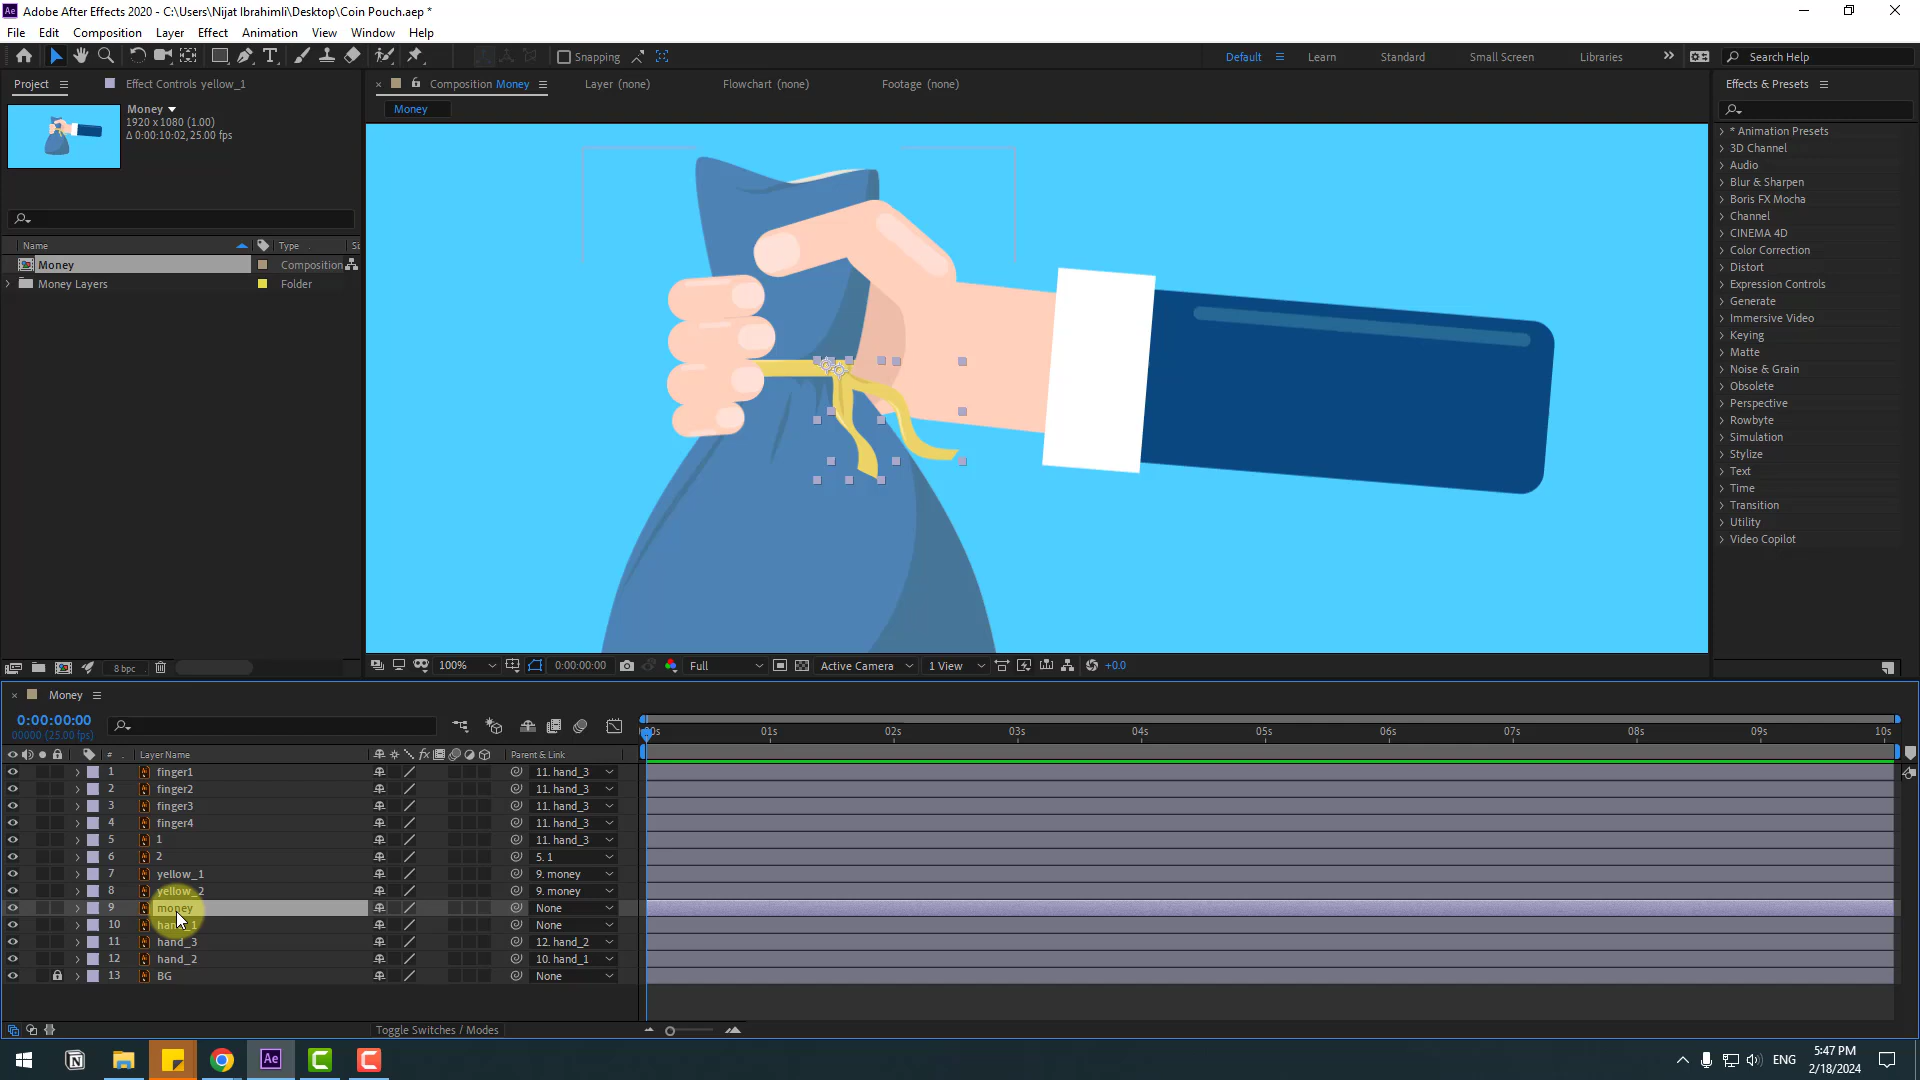 Adobe After Effects 2020 - C:\Users\Nijat Ibrahimli\Desktop\Coin Pouch.aep *
File Edit Composition Layer Effect Animation View Window Help
Snapping Default Learn Standard Small Screen Libraries Search Help
Project Effect Controls yellow_1 Composition Money Layer (none) Flowchart (none) Footage (none) Effects & Presets
Money
1920 x 1080 (1.00)
Δ 0:00:10:02, 25.00 fps
Money
Name Type Si
Money Composition
Money Layers Folder
* Animation Presets
3D Channel
Audio
Blur & Sharpen
Boris FX Mocha
Channel
CINEMA 4D
Color Correction
Distort
Expression Controls
Generate
Immersive Video
Keying
Matte
Noise & Grain
Obsolete
Perspective
Rowbyte
Simulation
Stylize
Text
Time
Transition
Utility
Video Copilot
8 bpc 100% 0:00:00:00 Full Active Camera 1 View +0.0
Money
0:00:00:00
00000 (25.00 fps)
:00s 01s 02s 03s 04s 05s 06s 07s 08s 09s 10s
# Layer Name fx Parent & Link
1 finger1 11. hand_3
2 finger2 11. hand_3
3 finger3 11. hand_3
4 finger4 11. hand_3
5 1 11. hand_3
6 2 5. 1
7 yellow_1 9. money
8 yellow_2 9. money
9 money None
10 hand_1 None
11 hand_3 12. hand_2
12 hand_2 10. hand_1
13 BG None
Toggle Switches / Modes
Ae ENG
5:47 PM
2/18/2024